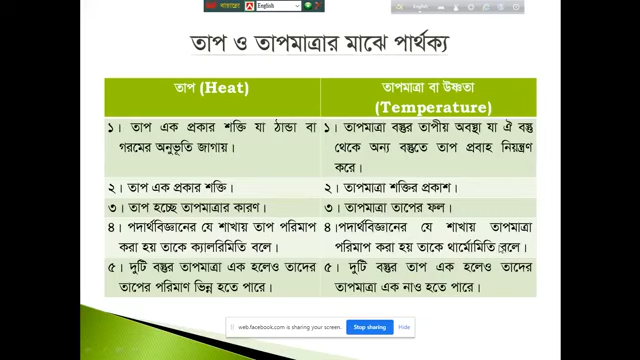 English
English
তাপ ও তাপমাত্রার মাঝে পার্থক্য
তাপ (Heat)
তাপমাত্রা বা উষ্ণতা
(Temperature)
১। তাপ এক প্রকার শক্তি যা ঠান্ডা বা
গরমের অনুভূতি জাগায়।
১। তাপমাত্রা বস্তুর তাপীয় অবস্থা যা ঐ বস্তু
থেকে অন্য বস্তুতে তাপ প্রবাহ নিয়ন্ত্রণ
করে।
২। তাপ এক প্রকার শক্তি।
২। তাপমাত্রা শক্তির প্রকাশ।
৩। তাপ হচ্ছে তাপমাত্রার কারণ।
৩। তাপমাত্রা তাপের ফল।
৪। পদার্থবিজ্ঞানের যে শাখায় তাপ পরিমাপ
করা হয় তাকে ক্যালরিমিতি বলে।
৪।পদার্থবিজ্ঞানের যে শাখায় তাপমাত্রা
পরিমাপ করা হয় তাকে থার্মোমিতি বলে।
৫। দুটি বস্তুর তাপমাত্রা এক হলেও তাদের
তাপের পরিমাণ ভিন্ন হতে পারে।
৫। দুটি বস্তুর তাপ এক হলেও তাদের
তাপমাত্রা এক নাও হতে পারে।
web.facebook.com is sharing your screen.
Stop sharing
Hide